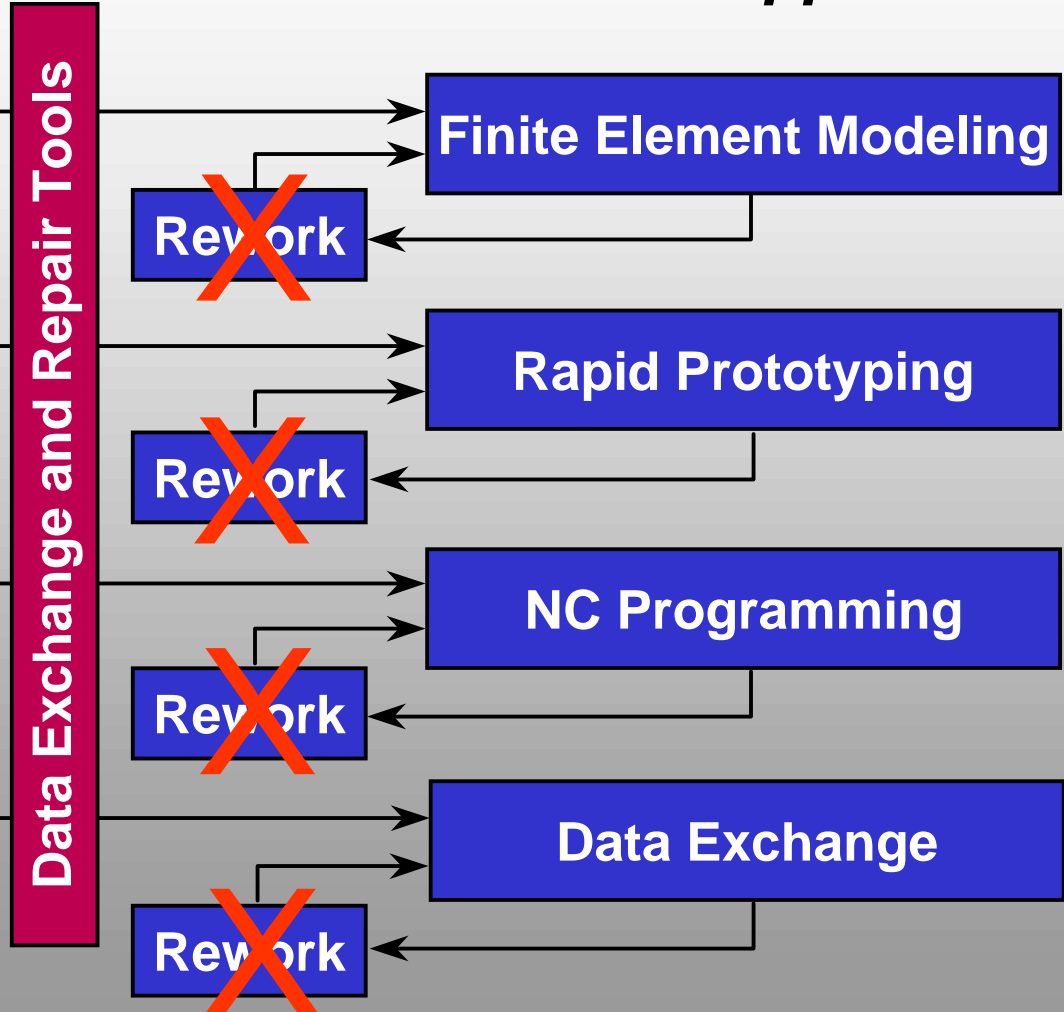 Data Exchange and Repair Tools
Finite Element Modeling
Rework
Rapid Prototyping
Rework
NC Programming
Rework
Data Exchange
Rework